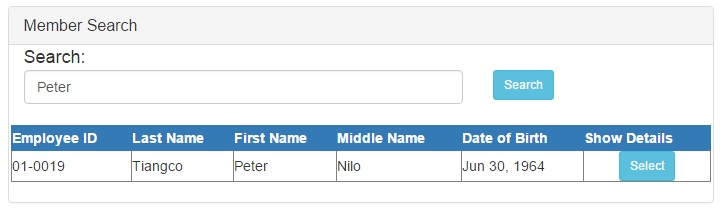 Member Search
Search:
Peter
Search
Employee ID Last Name First Name Middle Name Date of Birth Show Details
01-0019 Tiangco Peter Nilo Jun 30, 1964 Select